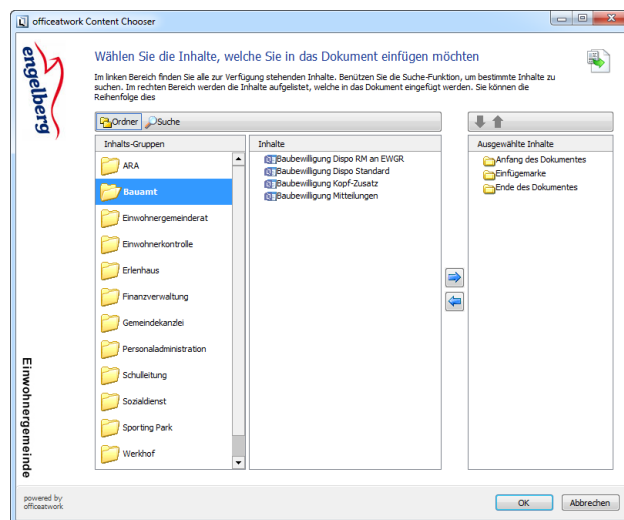 officeatwork Content Chooser
engelberg
Wählen Sie die Inhalte, welche Sie in das Dokument einfügen möchten
Im linken Bereich finden Sie alle zur Verfügung stehenden Inhalte. Benützen Sie die Suche-Funktion, um bestimmte Inhalte zu
suchen. Im rechten Bereich werden die Inhalte aufgelistet, welche in das Dokument eingefügt werden. Sie können die
Reihenfolge dies
Ordner
Suche
Inhalts-Gruppen
ARA
Bauamt
Einwohnergemeinderat
Einwohnerkontrolle
Erlenhaus
Finanzverwaltung
Gemeindekanzlei
Personaladministration
Schulleitung
Sozialdienst
Sporting Park
Werkhof
Inhalte
Baubewilligung Dispo RM an EWGR
Baubewilligung Dispo Standard
Baubewilligung Kopf-Zusatz
Baubewilligung Mitteilungen
Ausgewählte Inhalte
Anfang des Dokumentes
Einfügemarke
Ende des Dokumentes
Einwohnergemeinde
powered by
officeatwork
OK
Abbrechen